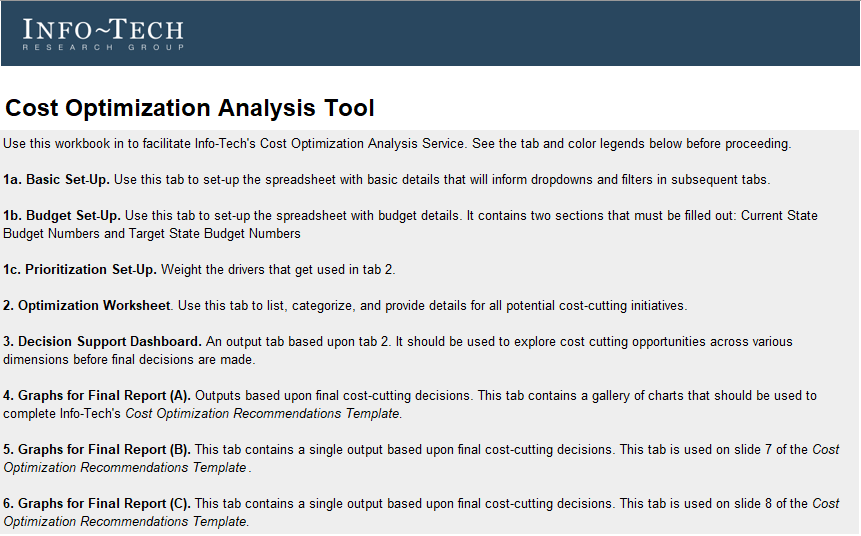 INFO~TECH
RESEARCH GROUP
Cost Optimization Analysis Tool
Use this workbook in to facilitate Info-Tech's Cost Optimization Analysis Service. See the tab and color legends below before proceeding.
1a. Basic Set-Up. Use this tab to set-up the spreadsheet with basic details that will inform dropdowns and filters in subsequent tabs.
1b. Budget Set-Up. Use this tab to set-up the spreadsheet with budget details. It contains two sections that must be filled out: Current State
Budget Numbers and Target State Budget Numbers
1c. Prioritization Set-Up. Weight the drivers that get used in tab 2.
2. Optimization Worksheet. Use this tab to list, categorize, and provide details for all potential cost-cutting initiatives.
3. Decision Support Dashboard. An output tab based upon tab 2. It should be used to explore cost cutting opportunities across various
dimensions before final decisions are made.
4. Graphs for Final Report (A). Outputs based upon final cost-cutting decisions. This tab contains a gallery of charts that should be used to
complete Info-Tech's Cost Optimization Recommendations Template.
5. Graphs for Final Report (B). This tab contains a single output based upon final cost-cutting decisions. This tab is used on slide 7 of the Cost
Optimization Recommendations Template.
6. Graphs for Final Report (C). This tab contains a single output based upon final cost-cutting decisions. This tab is used on slide 8 of the Cost
Optimization Recommendations Template.